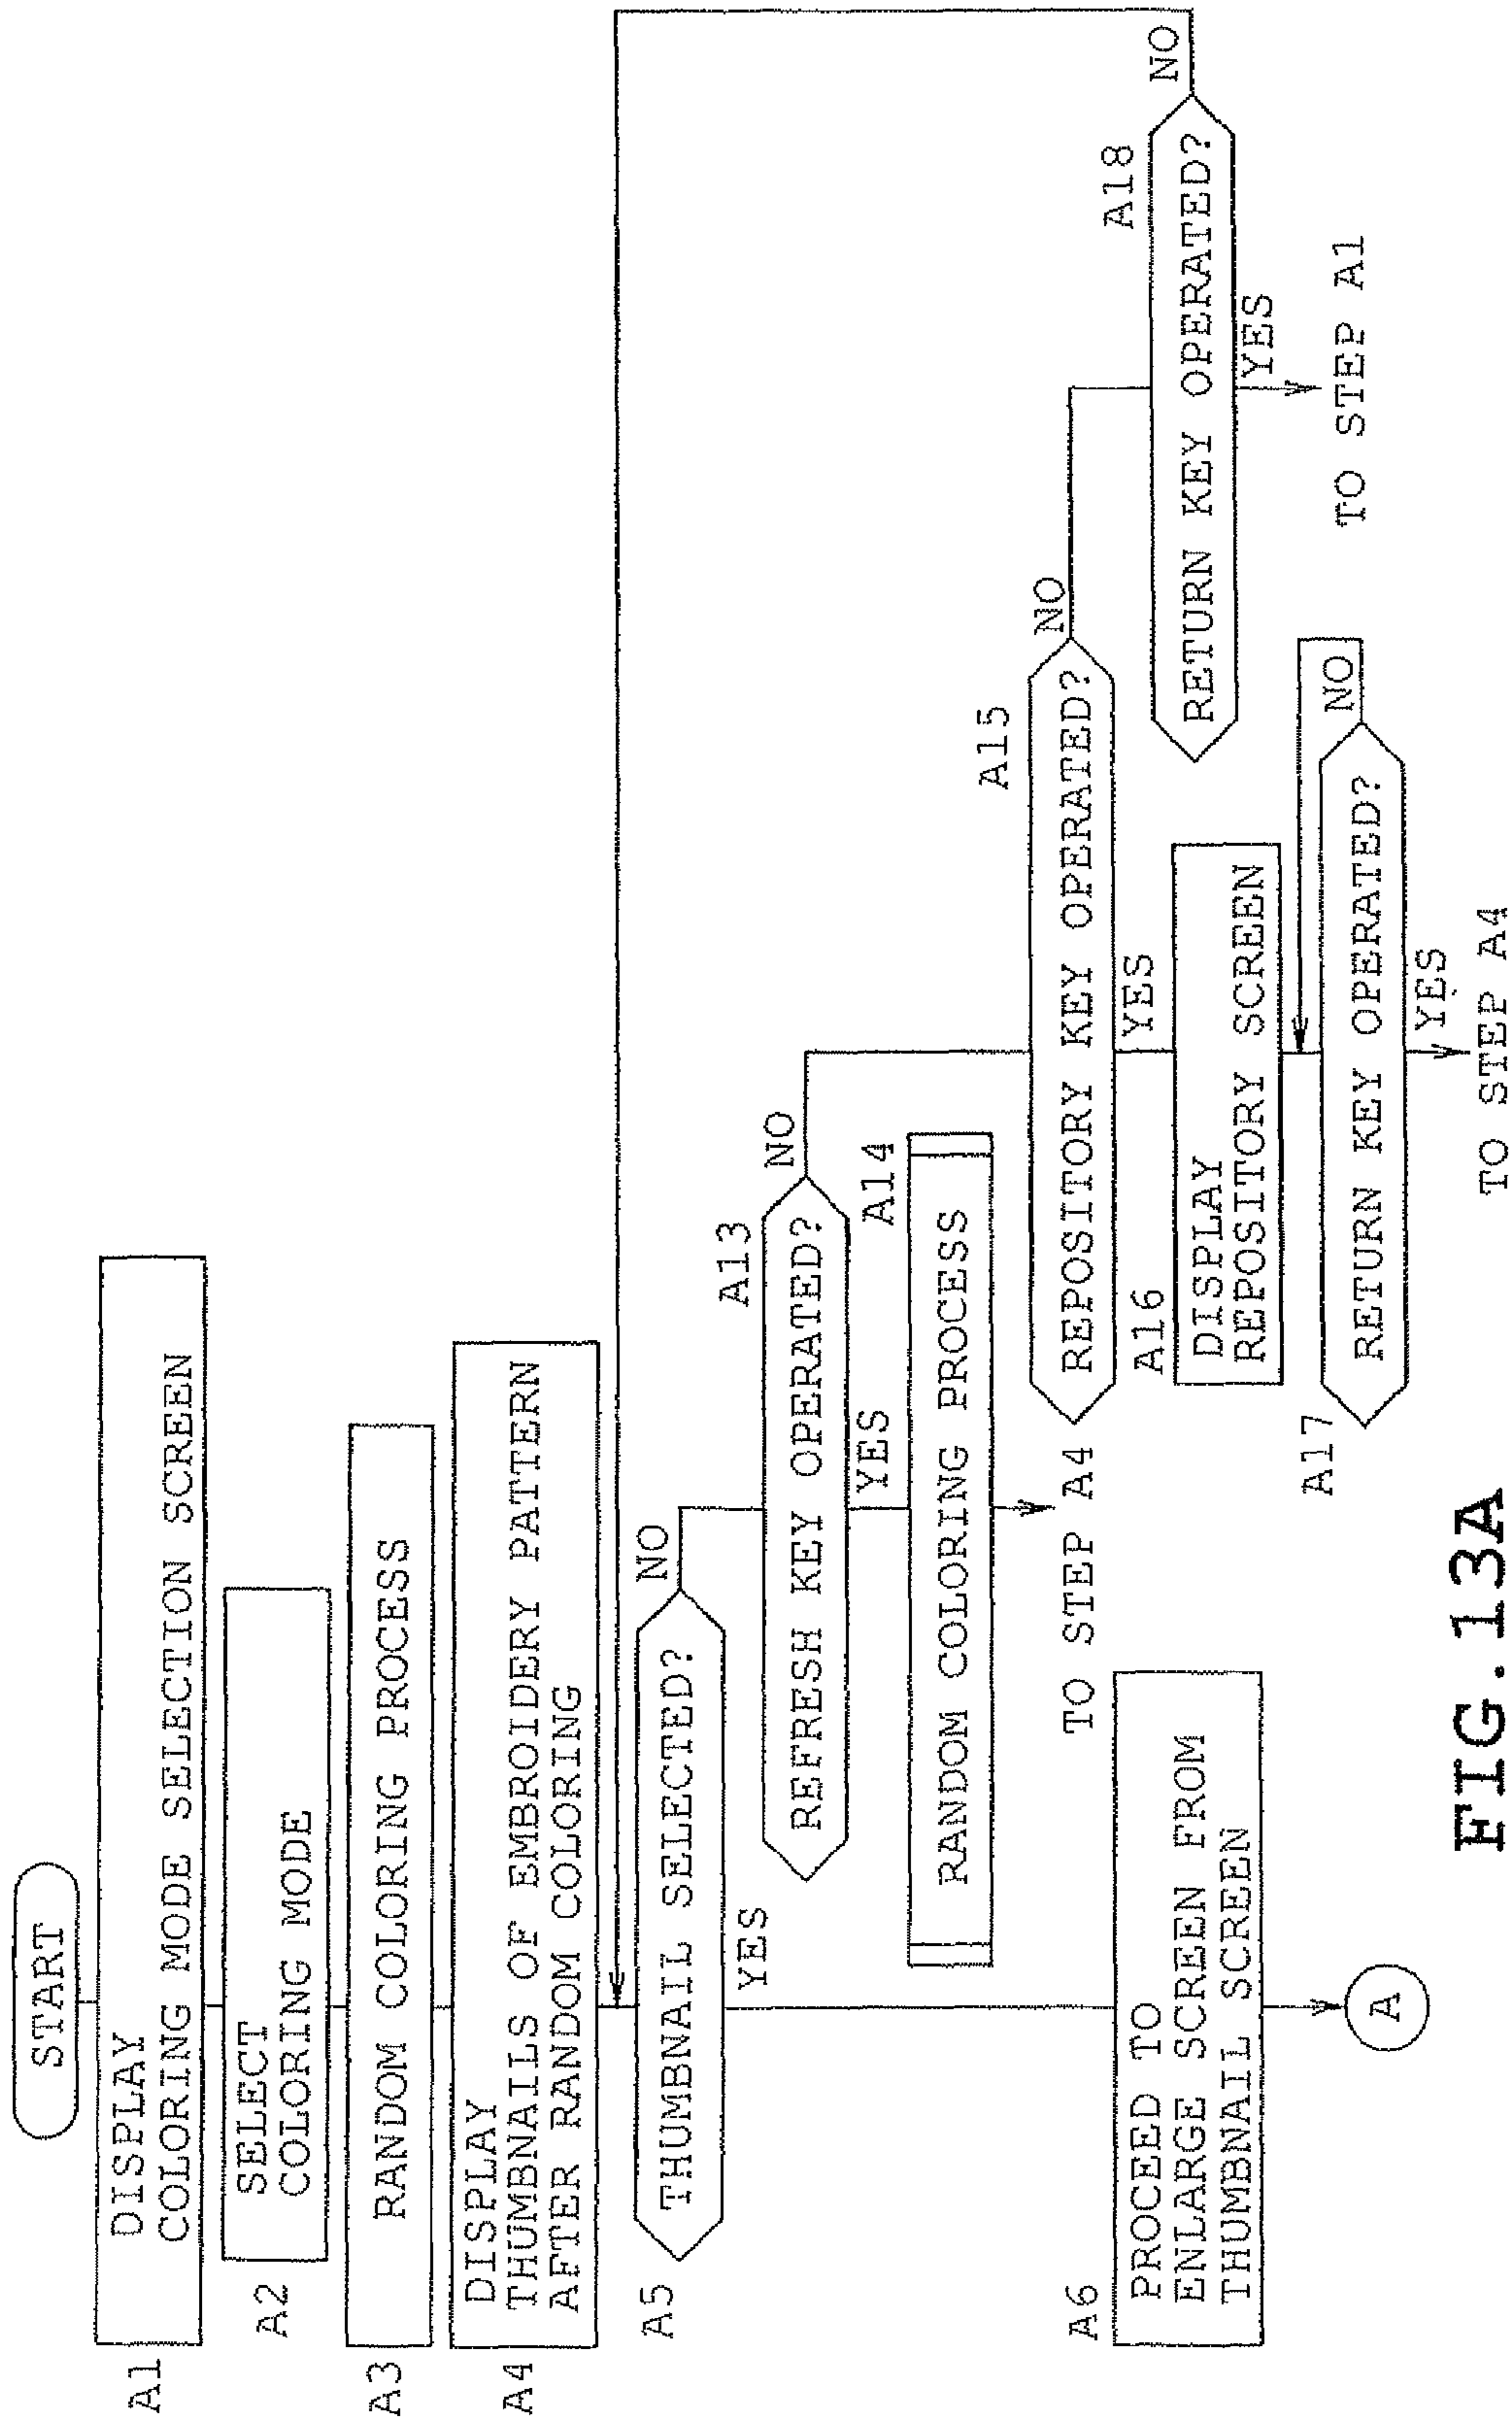 START
A1
DISPLAY
COLORING MODE SELECTION SCREEN
A2
SELECT
COLORING MODE
A3
RANDOM COLORING PROCESS
A4
DISPLAY
THUMBNAILS OF EMBROIDERY PATTERN
AFTER RANDOM COLORING
A5
THUMBNAIL SELECTED?
NO
YES
A13
REFRESH KEY OPERATED?
NO
YES
A14
RANDOM COLORING PROCESS
TO STEP A4
A15
REPOSITORY KEY OPERATED?
NO
YES
A16
DISPLAY
REPOSITORY SCREEN
A17
RETURN KEY OPERATED?
NO
YES
TO STEP A4
A18
RETURN KEY OPERATED?
NO
YES
TO STEP A1
A6
PROCEED TO
ENLARGE SCREEN FROM
THUMBNAIL SCREEN
A
FIG.13A